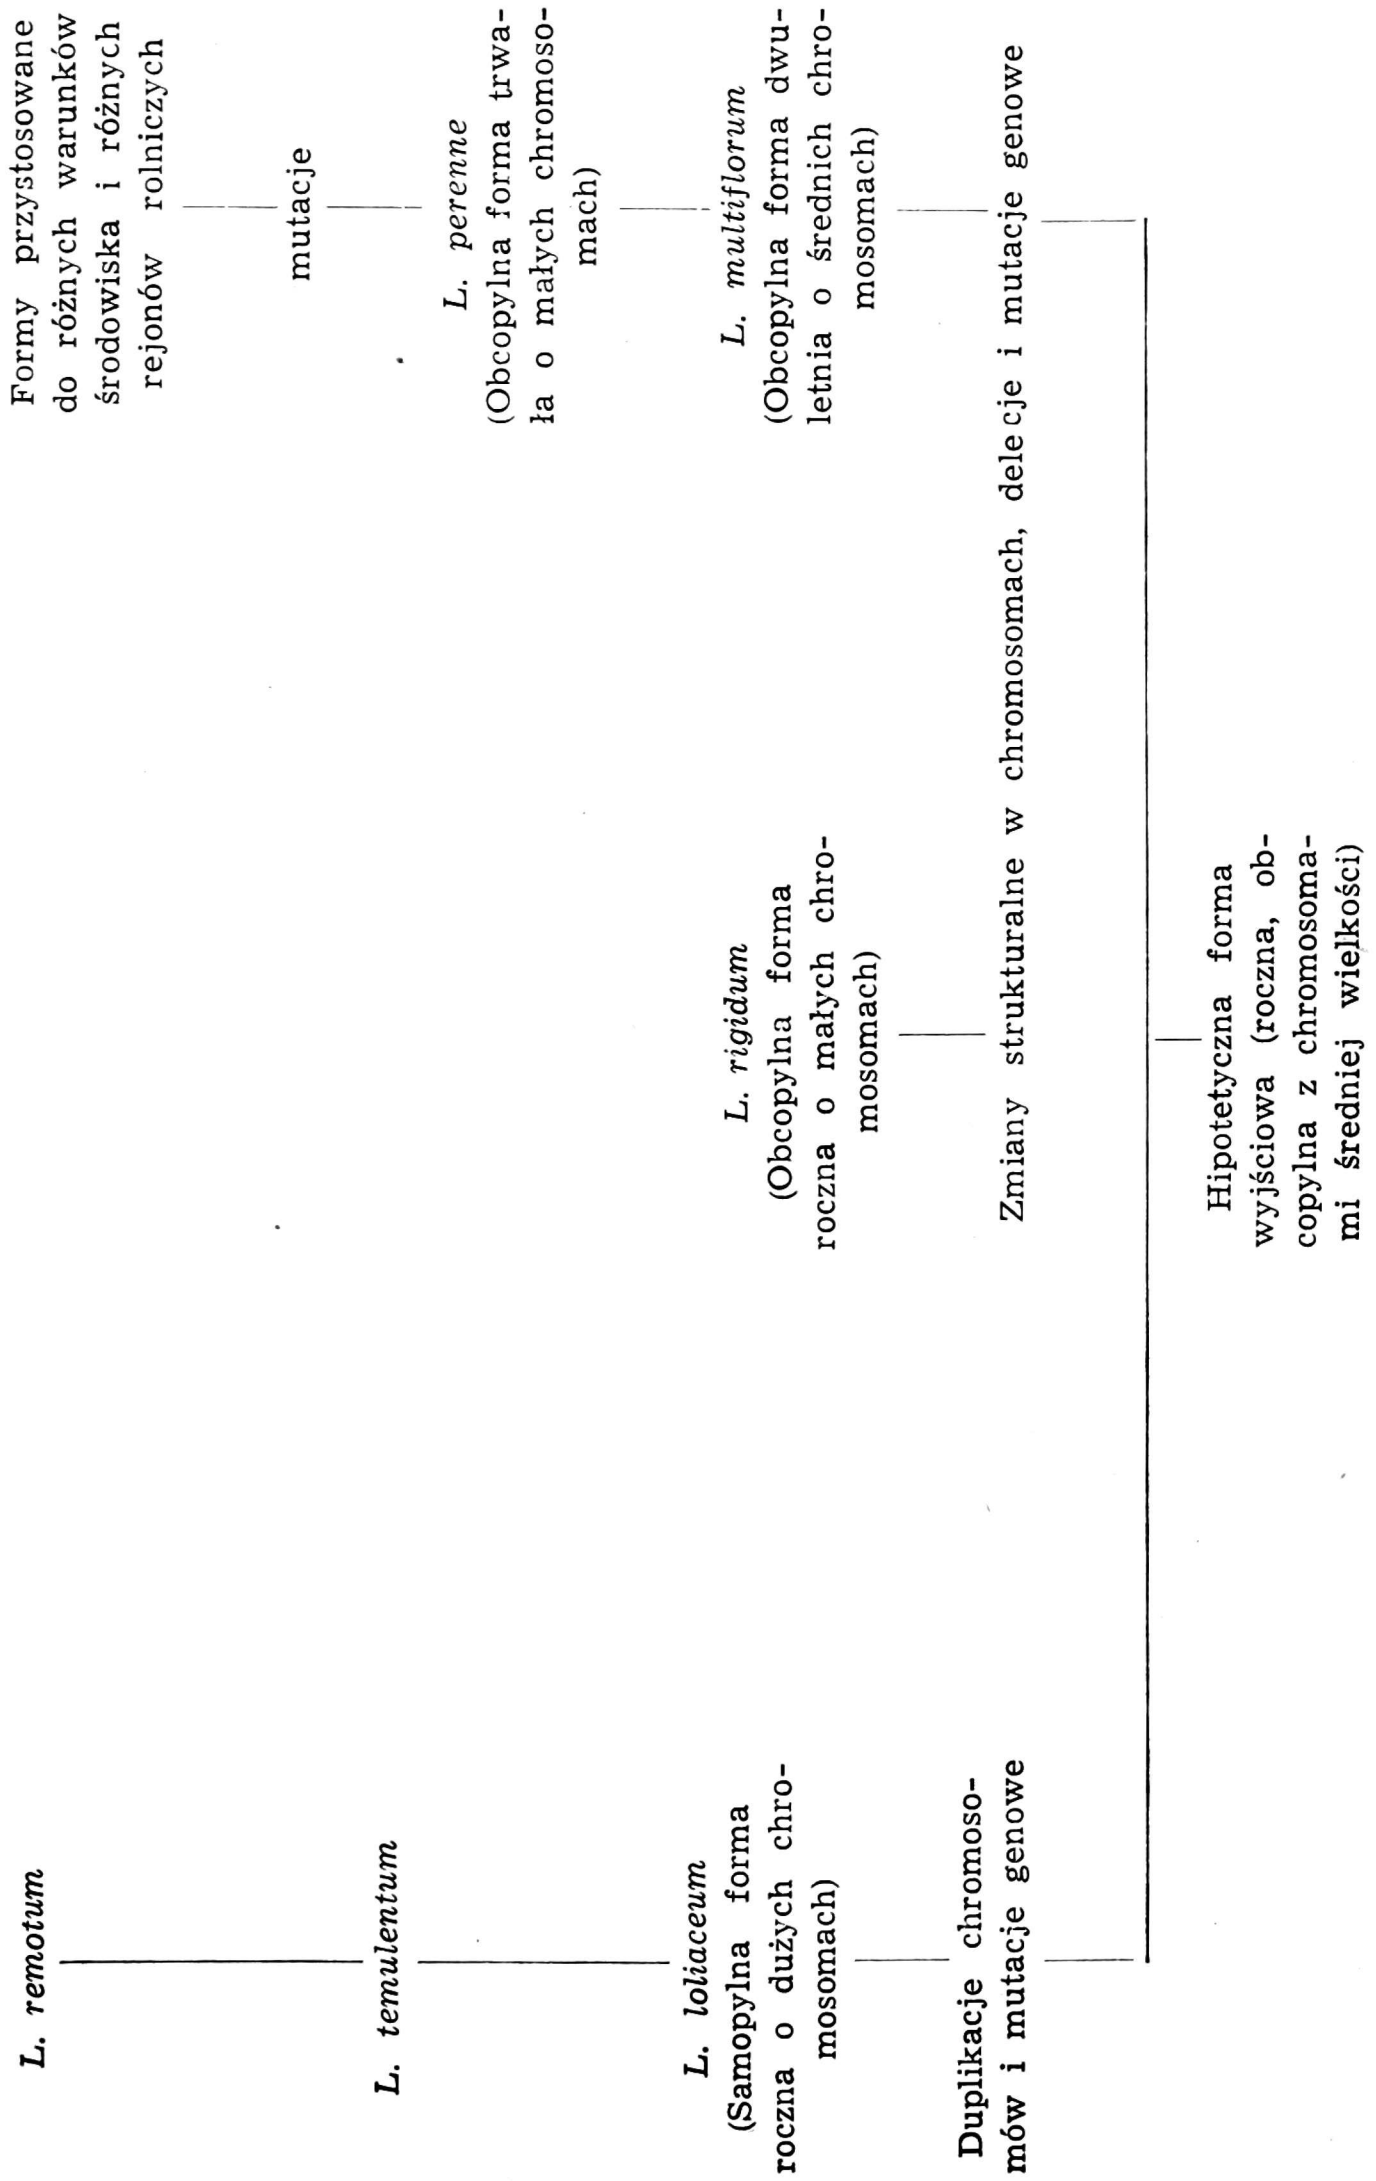 L. remotum
L. temulentum
L. loliaceum
(Samopylna forma
roczna o dużych chro-
mosomach)
Duplikacje chromoso-
mów i mutacje genowe
Formy przystosowane
do różnych warunków
środowiska i różnych
rejonów rolniczych
mutacje
L. perenne
(Obcopylna forma trwa-
ła o małych chromoso-
mach)
L. multiflorum
(Obcopylna forma dwu-
letnia o średnich chro-
mosomach)
L. rigidum
(Obcopylna forma
roczna o małych chro-
mosomach)
Zmiany strukturalne w chromosomach, delecje i mutacje genowe
Hipotetyczna forma
wyjściowa (roczna, ob-
copylna z chromosoma-
mi średniej wielkości)